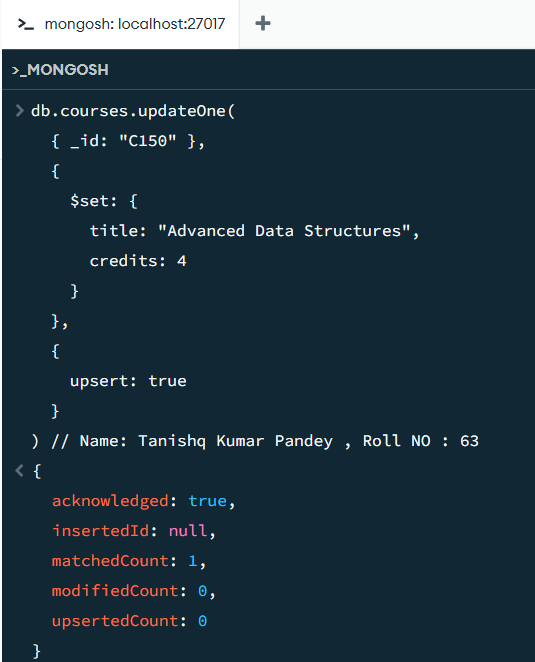 >_ mongosh: localhost:27017 +
>_MONGOSH
> db.courses.updateOne(
{ _id: "C150" },
{
$set: {
title: "Advanced Data Structures",
credits: 4
}
},
{
upsert: true
}
) // Name: Tanishq Kumar Pandey , Roll NO : 63
< {
acknowledged: true,
insertedId: null,
matchedCount: 1,
modifiedCount: 0,
upsertedCount: 0
}